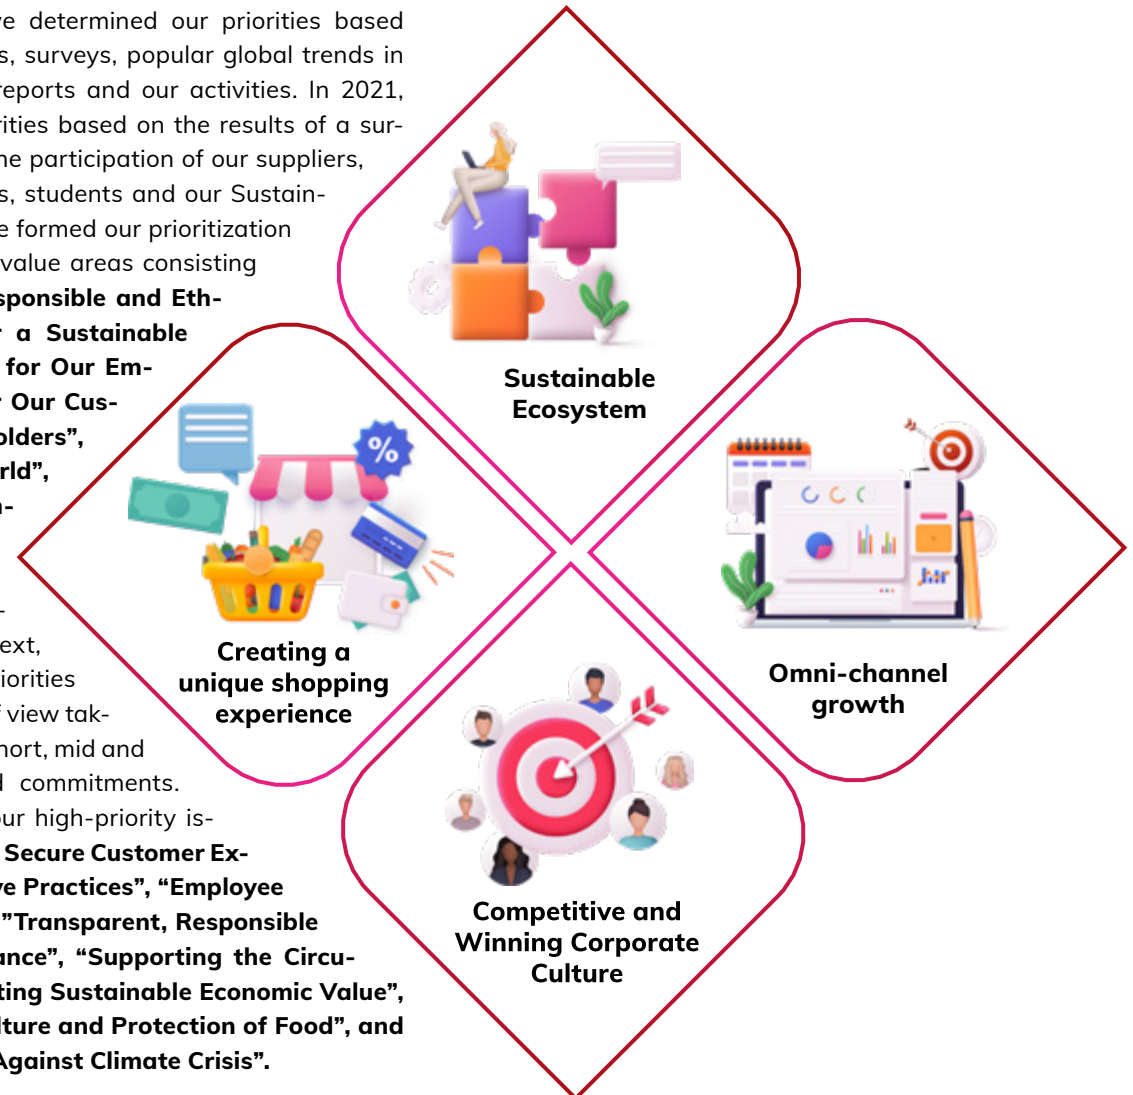 ve determined our priorities based
s, surveys, popular global trends in
reports and our activities. In 2021,
rities based on the results of a sur-
he participation of our suppliers,
s, students and our Sustain-
e formed our prioritization
value areas consisting
sponsible and Eth-
r a Sustainable
for Our Em-
r Our Cus-
olders”,
rld”,
n-
-
ext,
iorities
f view tak-
hort, mid and
d commitments.
our high-priority is-
Secure Customer Ex-
ve Practices”, “Employee
”Transparent, Responsible
ance”, “Supporting the Circu-
ting Sustainable Economic Value”,
lture and Protection of Food”, and
Against Climate Crisis”.
Sustainable
Ecosystem
%
Creating a
unique shopping
experience
Omni-channel
growth
Competitive and
Winning Corporate
Culture